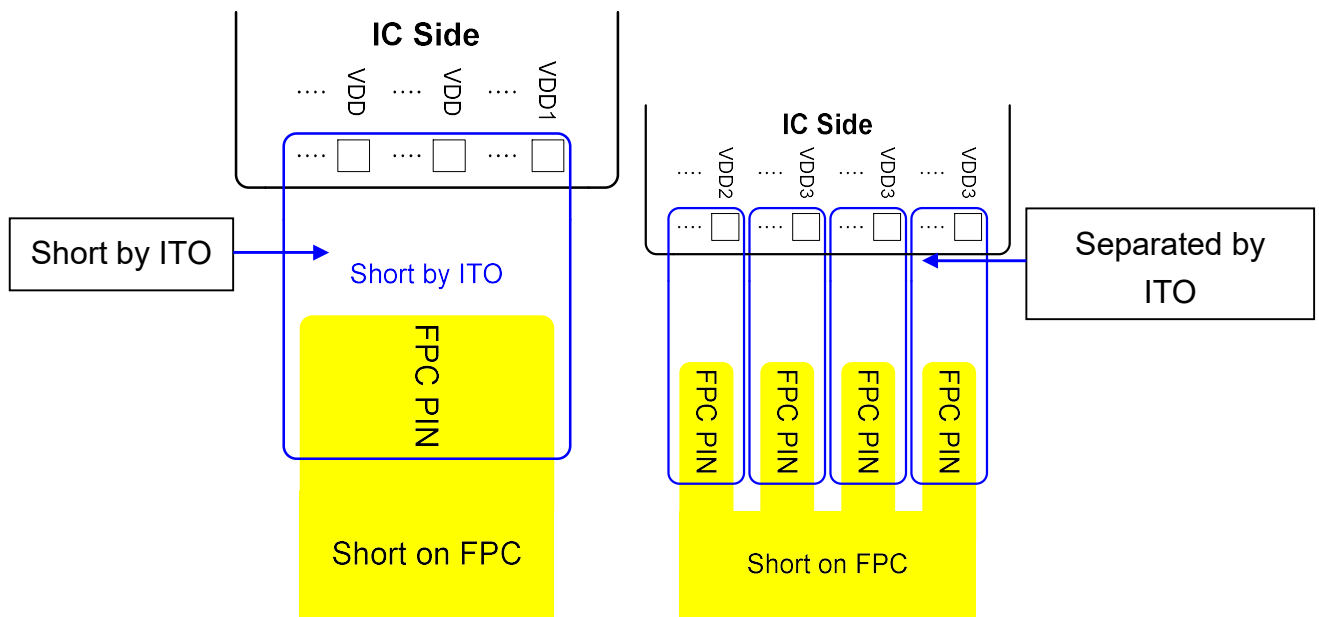 IC Side
.... VDD .... VDD .... VDD1
.... .... ....
Short by ITO
Short by ITO
FPC PIN
Short on FPC
IC Side
.... VDD2 .... VDD3 .... VDD3 .... VDD3
.... .... .... ....
Separated by
ITO
FPC PIN FPC PIN FPC PIN FPC PIN
Short on FPC